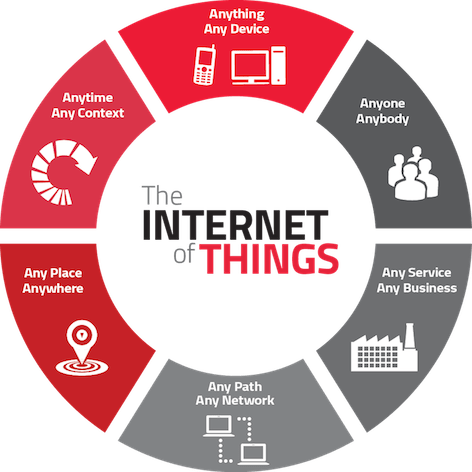 Anything
Any Device
Anyone
Anybody
Any Service
Any Business
Any Path
Any Network
Any Place
Anywhere
Anytime
Any Context
The
INTERNET
of THINGS